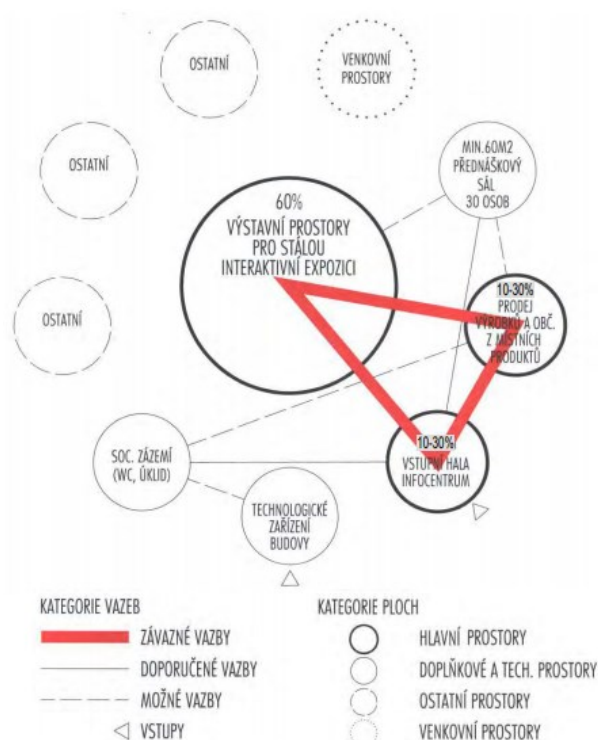 OSTATNÍ
VENKOVNÍ
PROSTORY
OSTATNÍ
MIN.60M2
PŘEDNÁŠKOVÝ
SÁL
30 OSOB
60%
VÝSTAVNÍ PROSTORY
PRO STÁLOU
INTERAKTIVNÍ EXPOZICI
OSTATNÍ
10-30%
PRODEJ
VÝROBKŮ A OBČ.
Z MÍSTNÍCH
PRODUKTŮ
SOC. ZÁZEMÍ
(WC, ÚKLID)
10-30%
VSTUPNÍ HALA
INFOCENTRUM
TECHNOLOGICKÉ
ZAŘÍZENÍ
BUDOVY
KATEGORIE VAZEB
ZÁVAZNÉ VAZBY
DOPORUČENÉ VAZBY
MOŽNÉ VAZBY
VSTUPY
KATEGORIE PLOCH
HLAVNÍ PROSTORY
DOPLŇKOVÉ A TECH. PROSTORY
OSTATNÍ PROSTORY
VENKOVNÍ PROSTORY